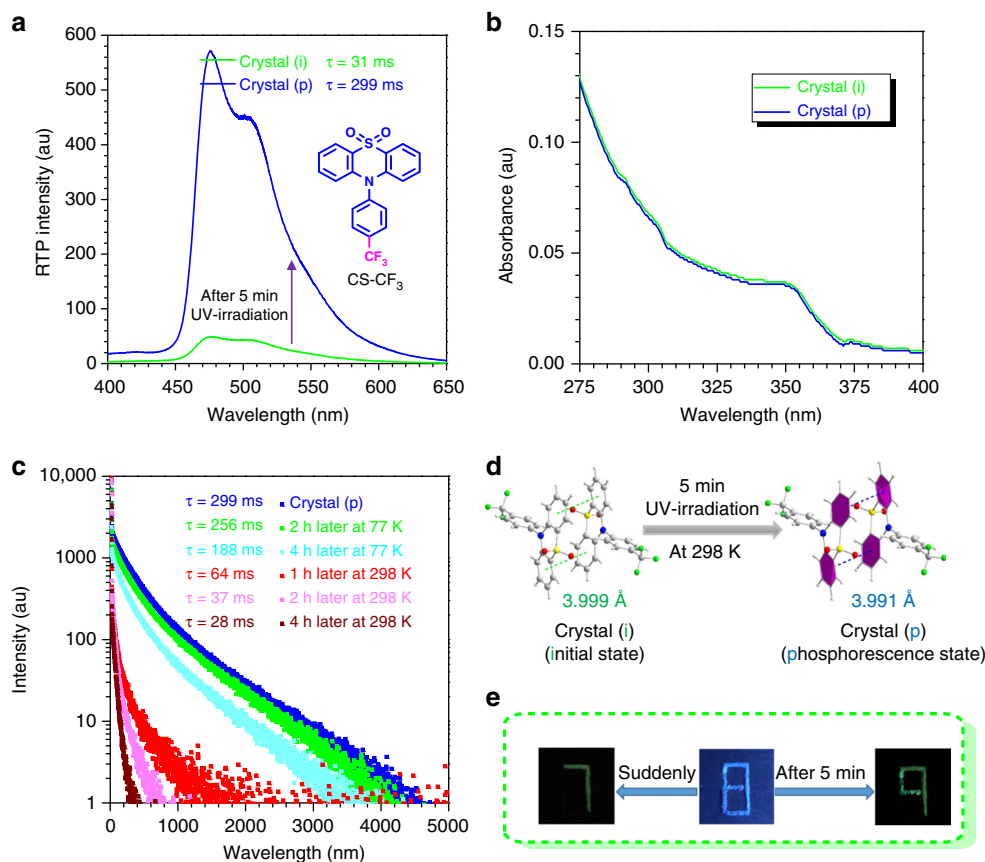 a
600
500
400
300
200
100
0
RTP intensity (au)
Crystal (i) τ = 31 ms
Crystal (p) τ = 299 ms
O O
S
N
CF3
CS-CF3
After 5 min
UV-irradiation
400 450 500 550 600 650
Wavelength (nm)
b
0.15
0.10
0.05
0.00
Absorbance (au)
Crystal (i)
Crystal (p)
275 300 325 350 375 400
Wavelength (nm)
c
10,000
1000
100
10
1
Intensity (au)
τ = 299 ms Crystal (p)
τ = 256 ms 2 h later at 77 K
τ = 188 ms 4 h later at 77 K
τ = 64 ms 1 h later at 298 K
τ = 37 ms 2 h later at 298 K
τ = 28 ms 4 h later at 298 K
0 1000 2000 3000 4000 5000
Wavelength (nm)
d
5 min
UV-irradiation
At 298 K
3.999 Å
Crystal (i)
(initial state)
3.991 Å
Crystal (p)
(phosphorescence state)
e
7 Suddenly 8 After 5 min 9